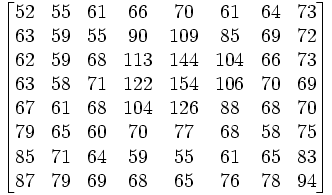 52 55 61 66 70 61 64 73
63 59 55 90 109 85 69 72
62 59 68 113 144 104 66 73
63 58 71 122 154 106 70 69
67 61 68 104 126 88 68 70
79 65 60 70 77 68 58 75
85 71 64 59 55 61 65 83
87 79 69 68 65 76 78 94